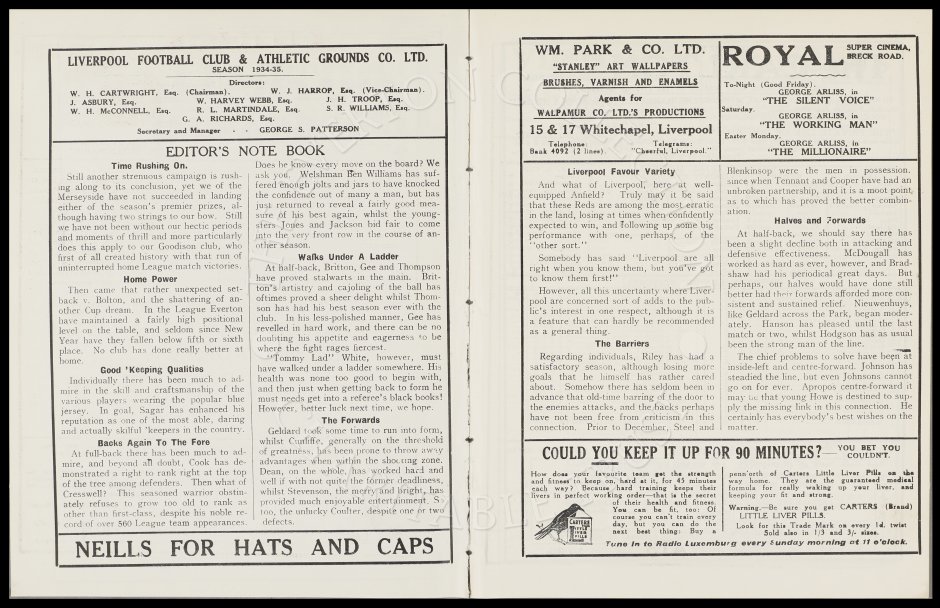 LIVERPOOL FOOTBALL CLUB & ATHLETIC GROUNDS CO. LTD.
SEASON 1934-35.
Directors:
W. H. CARTWRIGHT, Esq. (Chairman). W. J. HARROP, Esq. (Vice-Chairman).
J. ASBURY, Esq. W. HARVEY WEBB, Esq. J. H. TROOP, Esq.
W. H. McCONNELL, Esq. R. L. MARTINDALE, Esq. S. R. WILLIAMS, Esq.
G. A. RICHARDS, Esq.
Secretary and Manager - - GEORGE S. PATTERSON
EDITOR'S NOTE BOOK
Time Rushing On.
Still another strenuous campaign is rush-
ing along to its conclusion, yet we of the
Merseyside have not succeeded in landing
either of the season's premier prizes, al-
though having two strings to our bow. Still
we have not been without our hectic periods
and moments of thrill and more particularly
does this apply to our Goodison club, who
first of all created history with that run of
uninterrupted home League match victories.
Home Power
Then came that rather unexpected set-
back v. Bolton, and the shattering of an-
other Cup dream. In the League Everton
have maintained a fairly high positional
level on the table, and seldom since New
Year have they fallen below fifth or sixth
place. No club has done really better at
home.
Good 'Keeping Qualities
Individually there has been much to ad-
mire in the skill and craftsmanship of the
various players wearing the popular blue
jersey. In goal, Sagar has enhanced his
reputation as one of the most able, daring
and actually skilful 'keepers in the country.
Backs Again To The Fore
At full-back there has been much to ad-
mire, and beyond all doubt, Cook has de-
monstrated a right to rank right at the top
of the tree among defenders. Then what of
Cresswell? This seasoned warrior obstin-
ately refuses to grow too old to rank as
other than first-class, despite his noble re-
cord of over 560 League team appearances.
Does he know every move on the board? We
ask you. Welshman Ben Williams has suf-
fered enough jolts and jars to have knocked
the confidence out of many a man, but has
just returned to reveal a fairly good mea-
sure of his best again, whilst the young-
sters Jones and Jackson bid fair to come
into the very front row in the course of an-
other season.
Walks Under A Ladder
At half-back, Britton, Gee and Thompson
have proved stalwarts in the main. Brit-
ton's artistry and cajoling of the ball has
oftimes proved a sheer delight whilst Thom-
son has had his best season ever with the
club. In his less-polished manner, Gee has
revelled in hard work, and there can be no
doubting his appetite and eagerness to be
where the fight rages fiercest.
"Tommy Lad" White, however, must
have walked under a ladder somewhere. His
health was none too good to begin with,
and then just when getting back to form he
must needs get into a referee's black books!
However, better luck next time, we hope.
The Forwards
Geldard took some time to run into form,
whilst Cunliffe, generally on the threshold
of greatness, has been prone to throw away
advantages when within the shooting zone.
Dean, on the whole, has worked hard and
well if with not quite the former deadliness,
whilst Stevenson, the merry and bright, has
provided much enjoyable entertainment. So
too, the unlucky Coulter, despite one or two
defects.
NEILLS FOR HATS AND CAPS
WM. PARK & CO. LTD.
"STANLEY" ART WALLPAPERS
BRUSHES, VARNISH AND ENAMELS
Agents for
WALPAMUR CO. LTD.'S PRODUCTIONS
15 & 17 Whitechapel, Liverpool
Telephone: Telegrams:
Bank 4092 (2 lines). "Cheerful, Liverpool."
ROYAL SUPER CINEMA, BRECK ROAD.
To-Night (Good Friday).
GEORGE ARLISS, in
"THE SILENT VOICE"
Saturday.
GEORGE ARLISS, in
"THE WORKING MAN"
Easter Monday.
GEORGE ARLISS, in
"THE MILLIONAIRE"
Liverpool Favour Variety
And what of Liverpool, here at well-
equipped Anfield? Truly may it be said
that these Reds are among the most erratic
in the land, losing at times when confidently
expected to win, and following up some big
performance with one, perhaps, of the
"other sort."
Somebody has said "Liverpool are all
right when you know them, but you've got
to know them first!"
However, all this uncertainty where Liver-
pool are concerned sort of adds to the pub-
lic's interest in one respect, although it is
a feature that can hardly be recommended
as a general thing.
The Barriers
Regarding individuals, Riley has had a
satisfactory season, although losing more
goals that he himself has rather cared
about. Somehow there has seldom been in
advance that old-time barring of the door to
the enemies attacks, and the backs perhaps
have not been free from criticism in this
connection. Prior to December, Steel and
Blenkinsop were the men in possession.
since when Tennant and Cooper have had an
unbroken partnership, and it is a moot point,
as to which has proved the better combin-
ation.
Halves and Forwards
At half-back, we should say there has
been a slight decline both in attacking and
defensive effectiveness. McDougall has
worked as hard as ever, however, and Brad-
shaw had his periodical great days. But
perhaps, our halves would have done still
better had their forwards afforded more con-
sistent and sustained relief. Nieuwenhuys,
like Geldard across the Park, began moder-
ately. Hanson has pleased until the last
match or two, whilst Hodgson has as usual
been the strong man of the line.
The chief problems to solve have been at
inside-left and centre-forward. Johnson has
steadied the line, but even Johnsons cannot
go on for ever. Apropos centre-forward it
may be that young Howe is destined to sup-
ply the missing link in this connection. He
certainly has everybody's best wishes on the
matter.
COULD YOU KEEP IT UP FOR 90 MINUTES? YOU BET YOU COULDN'T.
How does your favourite team get the strength
and fitness to keep on, hard at it, for 45 minutes
each way? Because hard training keeps their
livers in perfect working order—that is the secret
of their health and fitness.
You can be fit, too: Of
course you can't train every
day, but you can do the
next best thing: Buy a
CARTERS LITTLE LIVER PILLS
penn'orth of Carters Little Liver Pills on the
way home. They are the guaranteed medical
formula for really waking up your liver, and
keeping you fit and strong.
Warning.—Be sure you get CARTERS (Brand)
LITTLE LIVER PILLS.
Look for this Trade Mark on every 1d. twist
Sold also in 1/3 and 3/- sizes.
Tune in to Radio Luxemburg every Sunday morning at 11 o'clock.